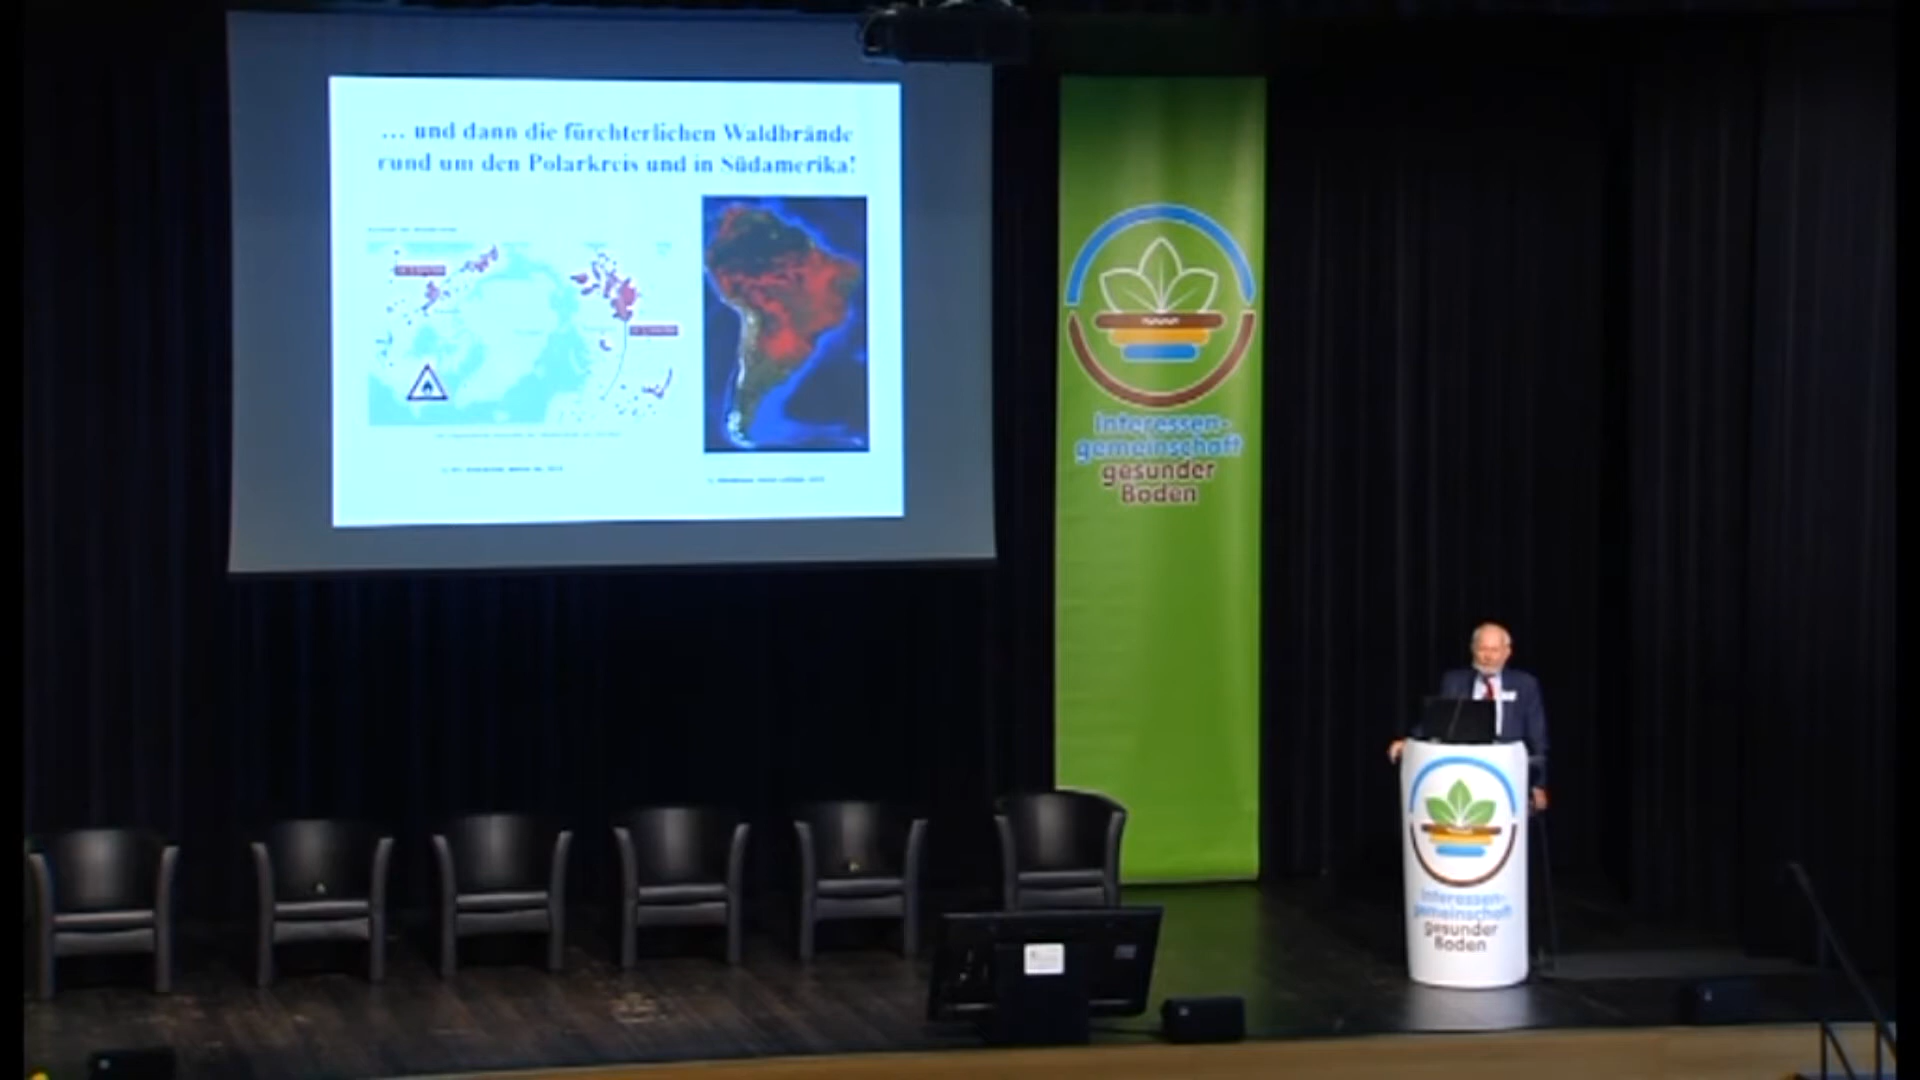 ... und dann die fürchterlichen Waldbrände
rund um den Polarkreis und in Südamerika!
Interessen-
gemeinschaft
gesunder
Boden
Interessen-
gemeinschaft
gesunder
Boden